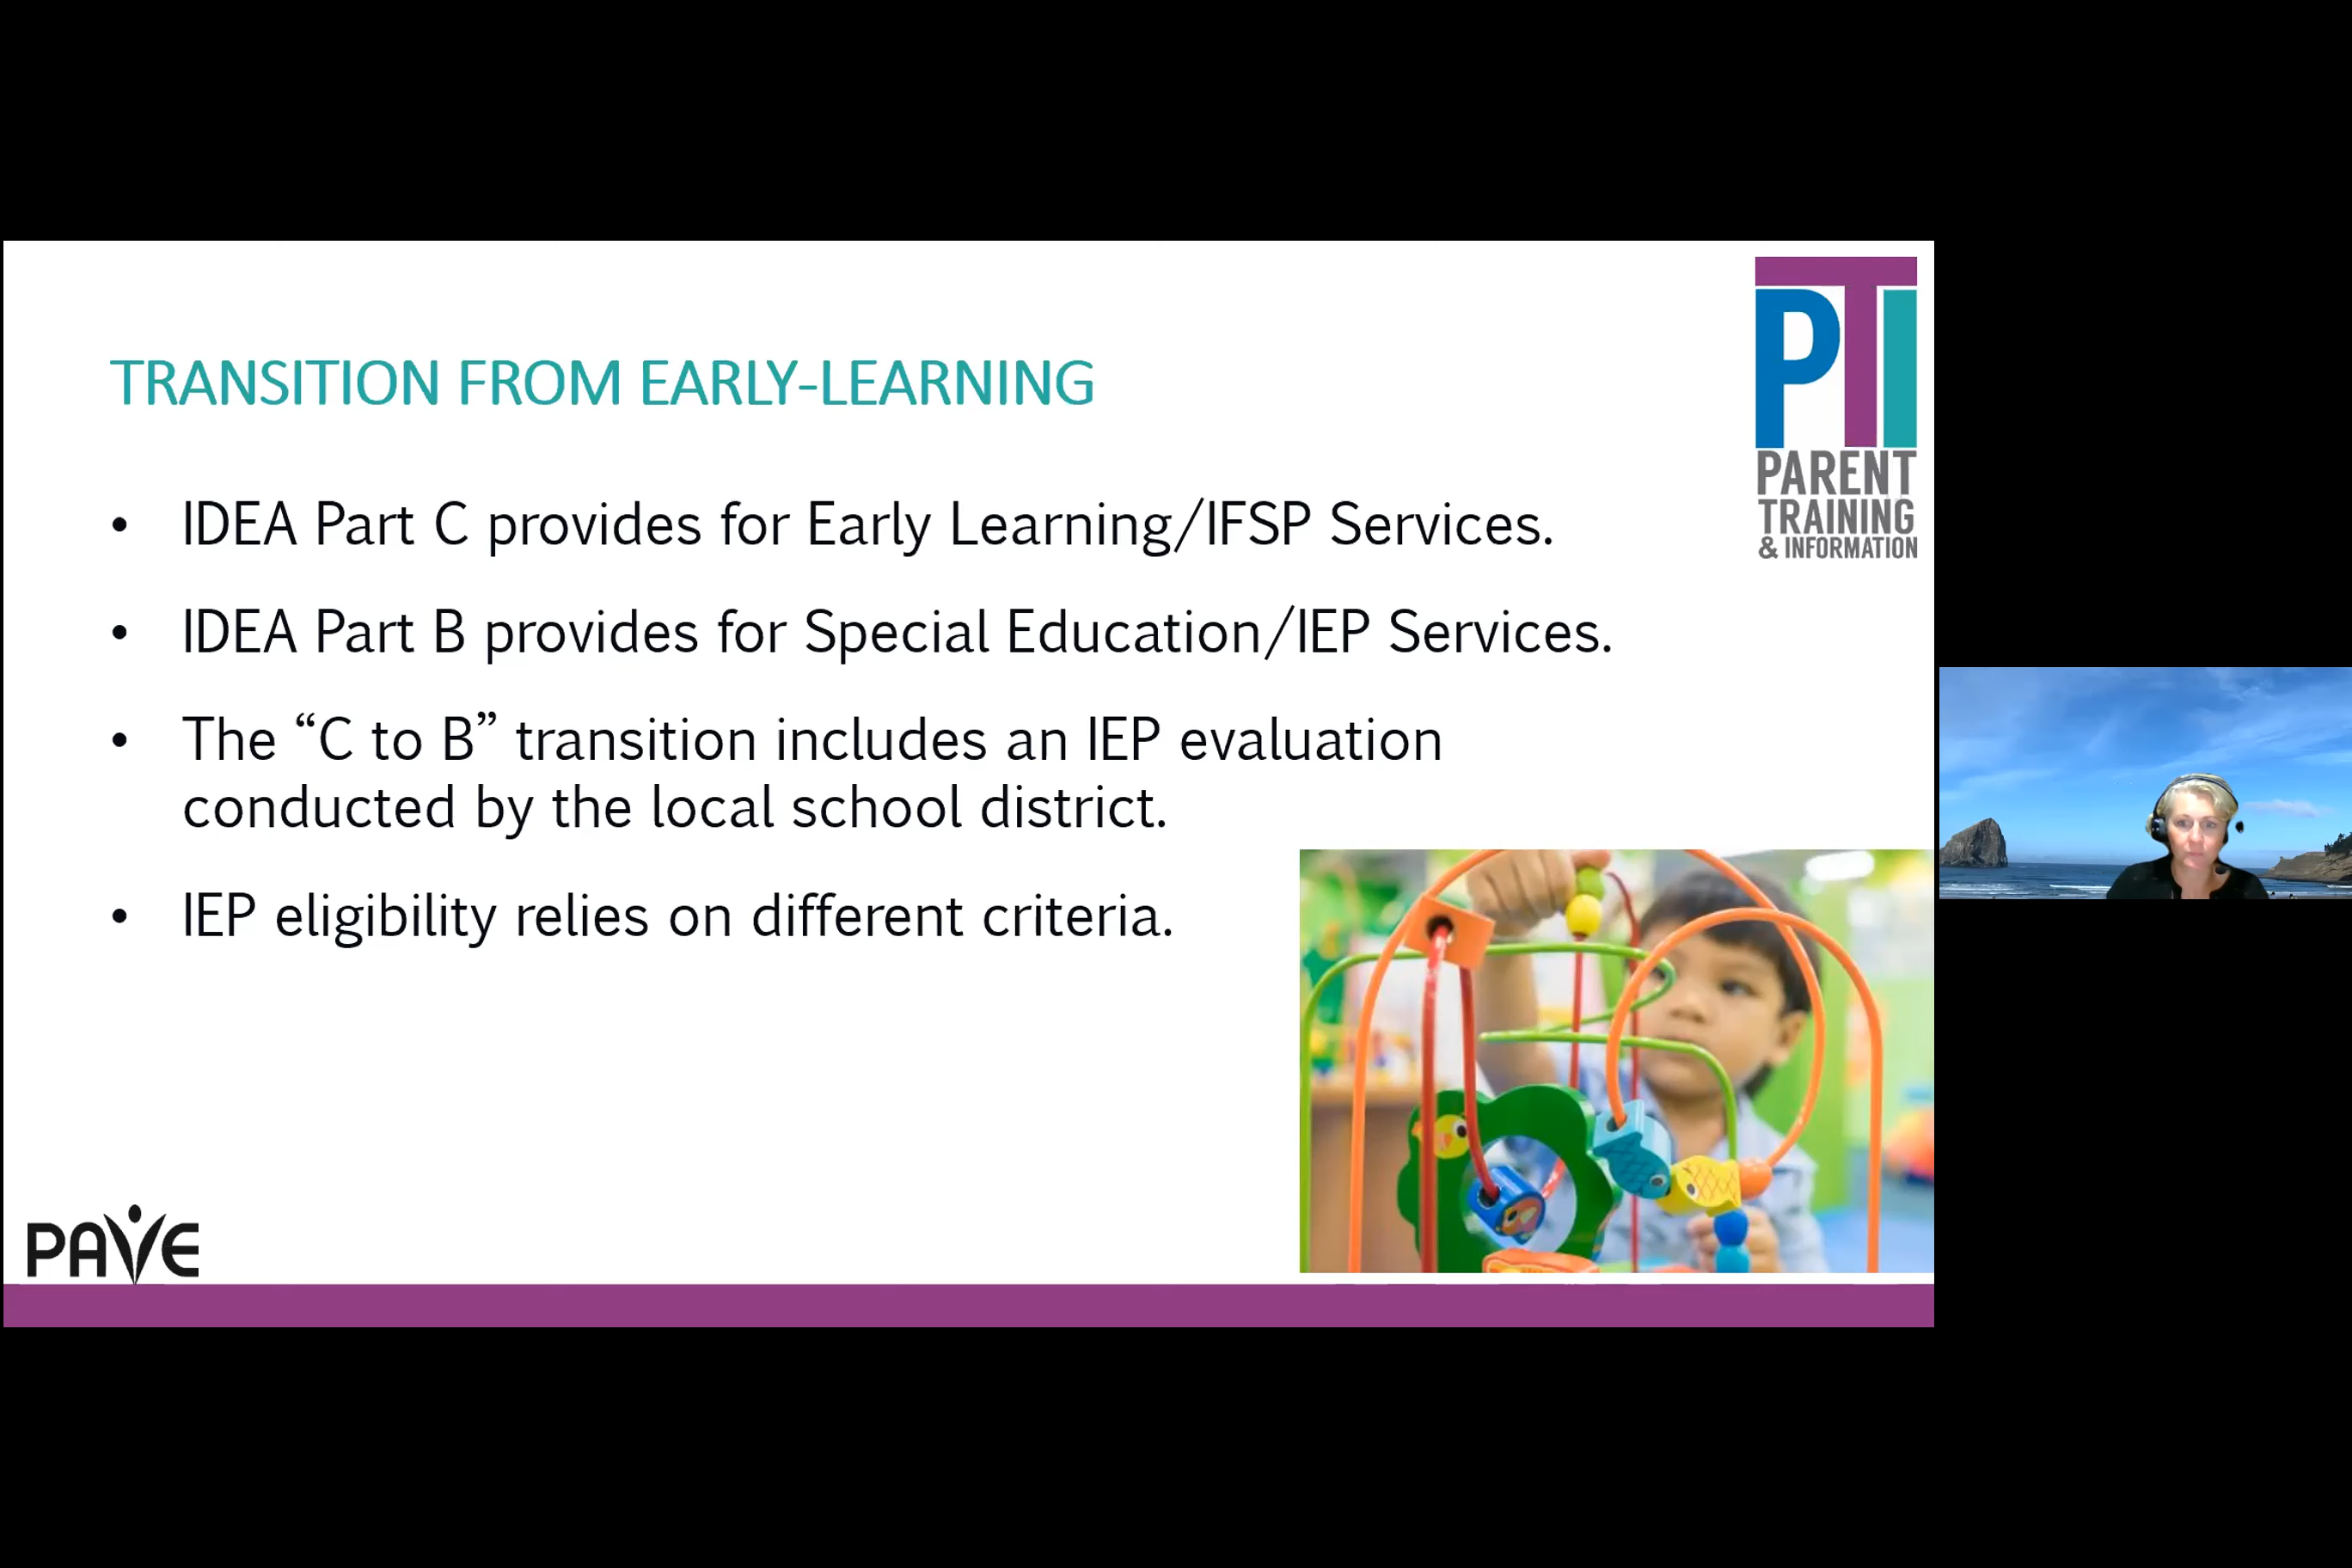 TRANSITION FROM EARLY-LEARNING
PTI
PARENT
TRAINING
& INFORMATION
• IDEA Part C provides for Early Learning/IFSP Services.
• IDEA Part B provides for Special Education/IEP Services.
• The “C to B” transition includes an IEP evaluation
conducted by the local school district.
• IEP eligibility relies on different criteria.
PAVE